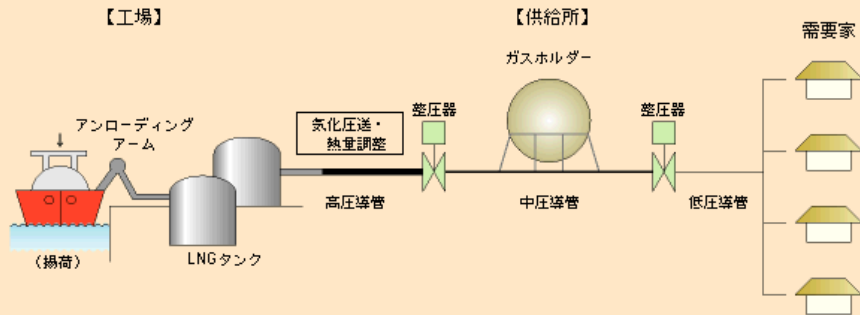 【工場】
【供給所】
需要家
ガスホルダー
アンローディング
アーム
気化圧送・
熱量調整
整圧器
整圧器
高圧導管
中圧導管
低圧導管
(揚荷)
LNGタンク